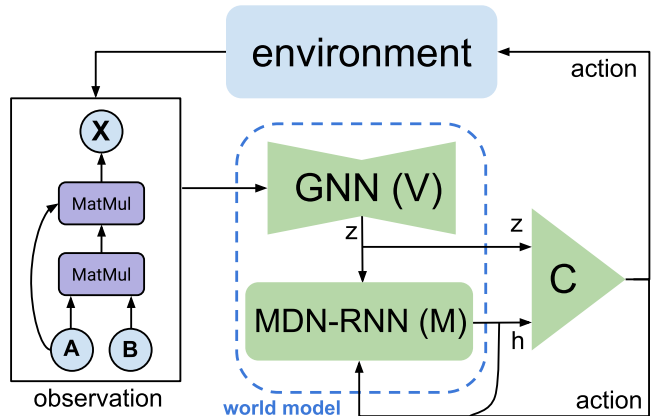 environment
action
X
MatMul
MatMul
A
B
observation
GNN (V)
z
z
MDN-RNN (M)
h
C
world model
action